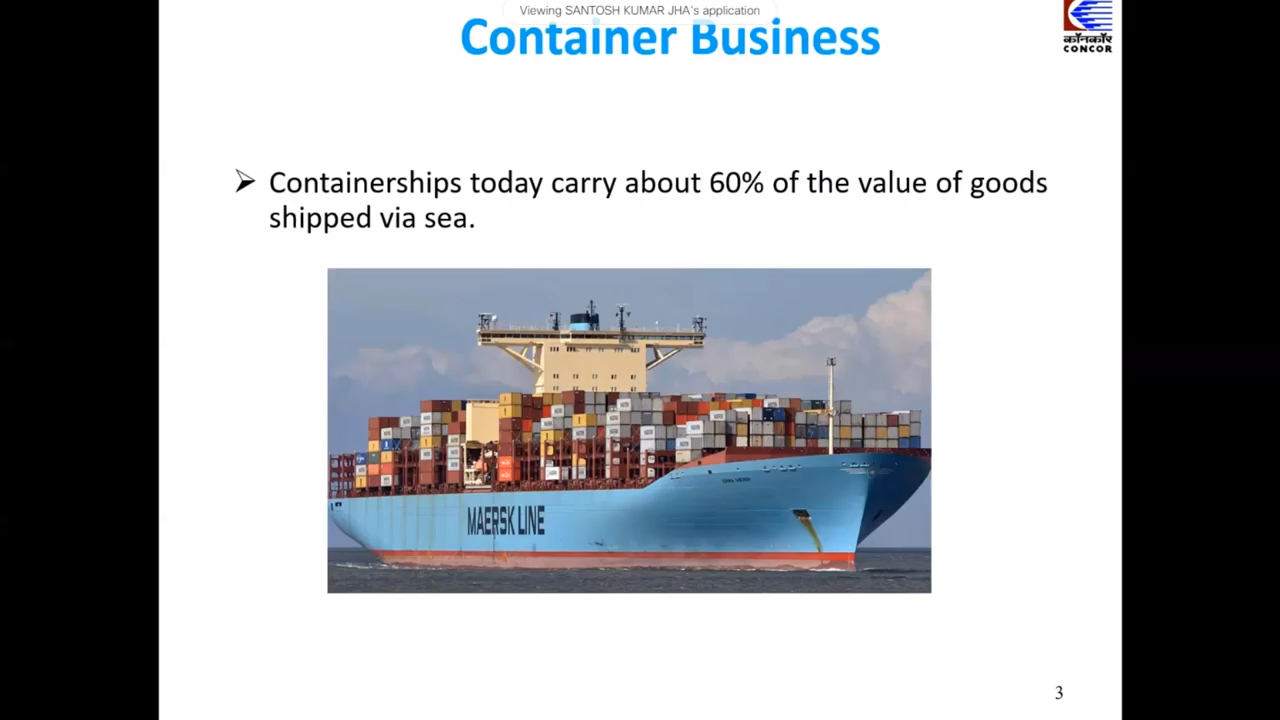 Viewing SANTOSH KUMAR JHA's application
Container Business
कॉनकॉर
CONCOR
➢ Containerships today carry about 60% of the value of goods
shipped via sea.
MAERSK LINE
3